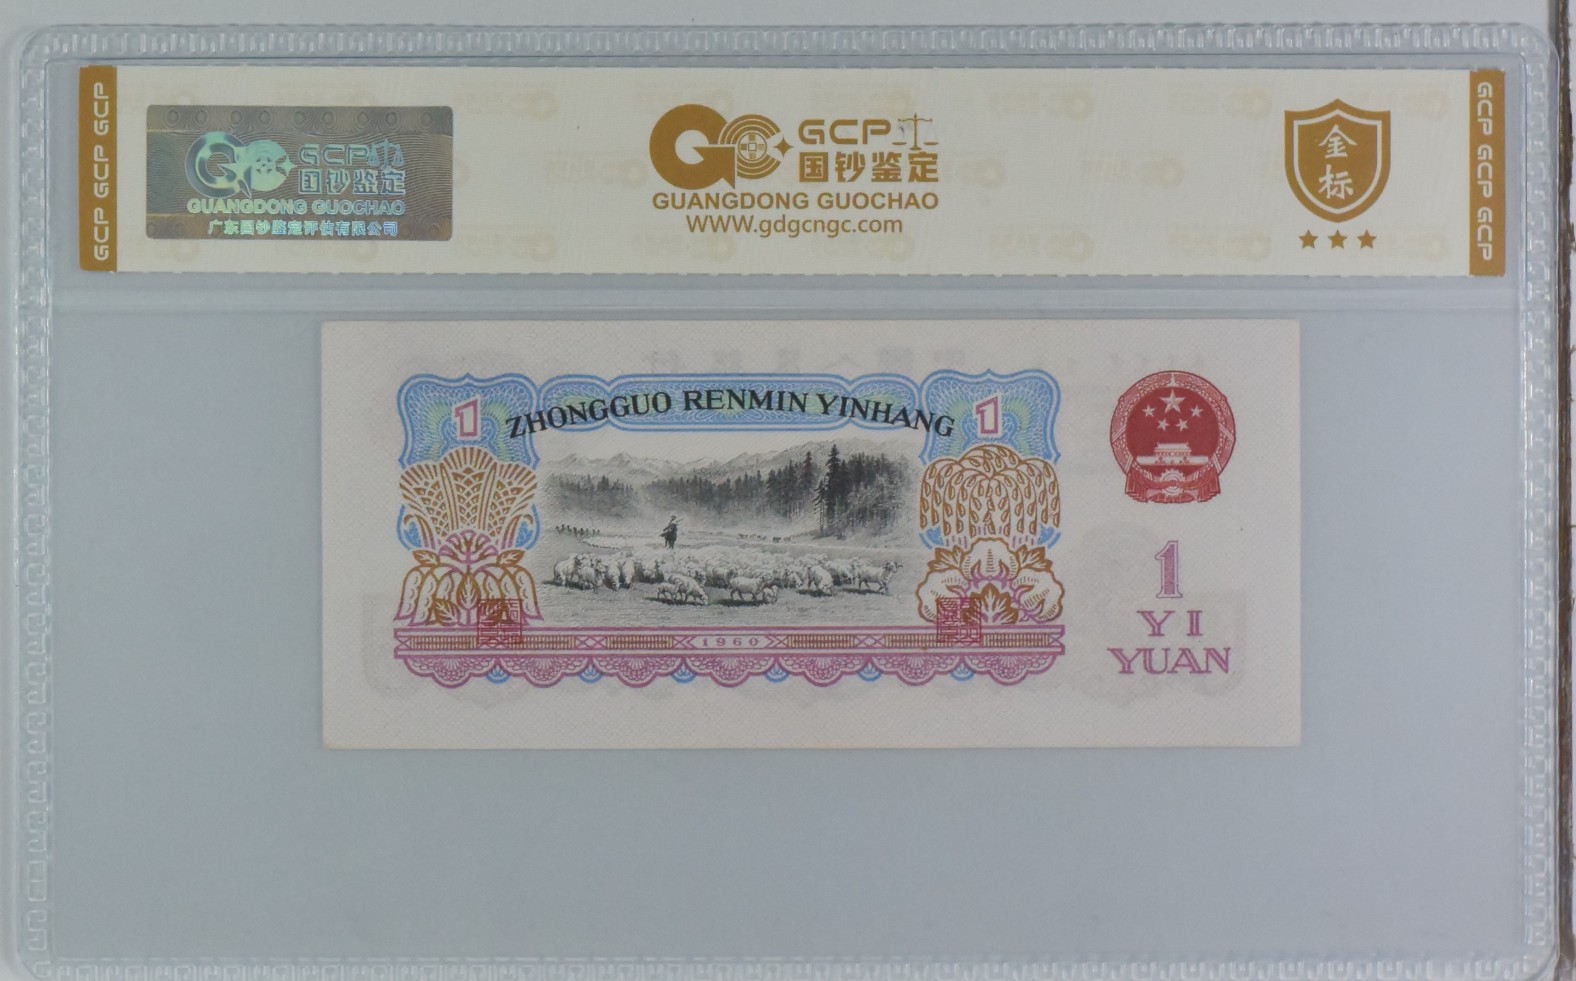 GCP GCP GCP
GCP
国钞鉴定
GUANGDONG GUOCHAO
广东国钞鉴定评估有限公司
GCP
国钞鉴定
GUANGDONG GUOCHAO
WWW.gdgcngc.com
金标
GCP GCP GCP
1
ZHONGGUO RENMIN YINHANG
1
1
YI
YUAN
1960